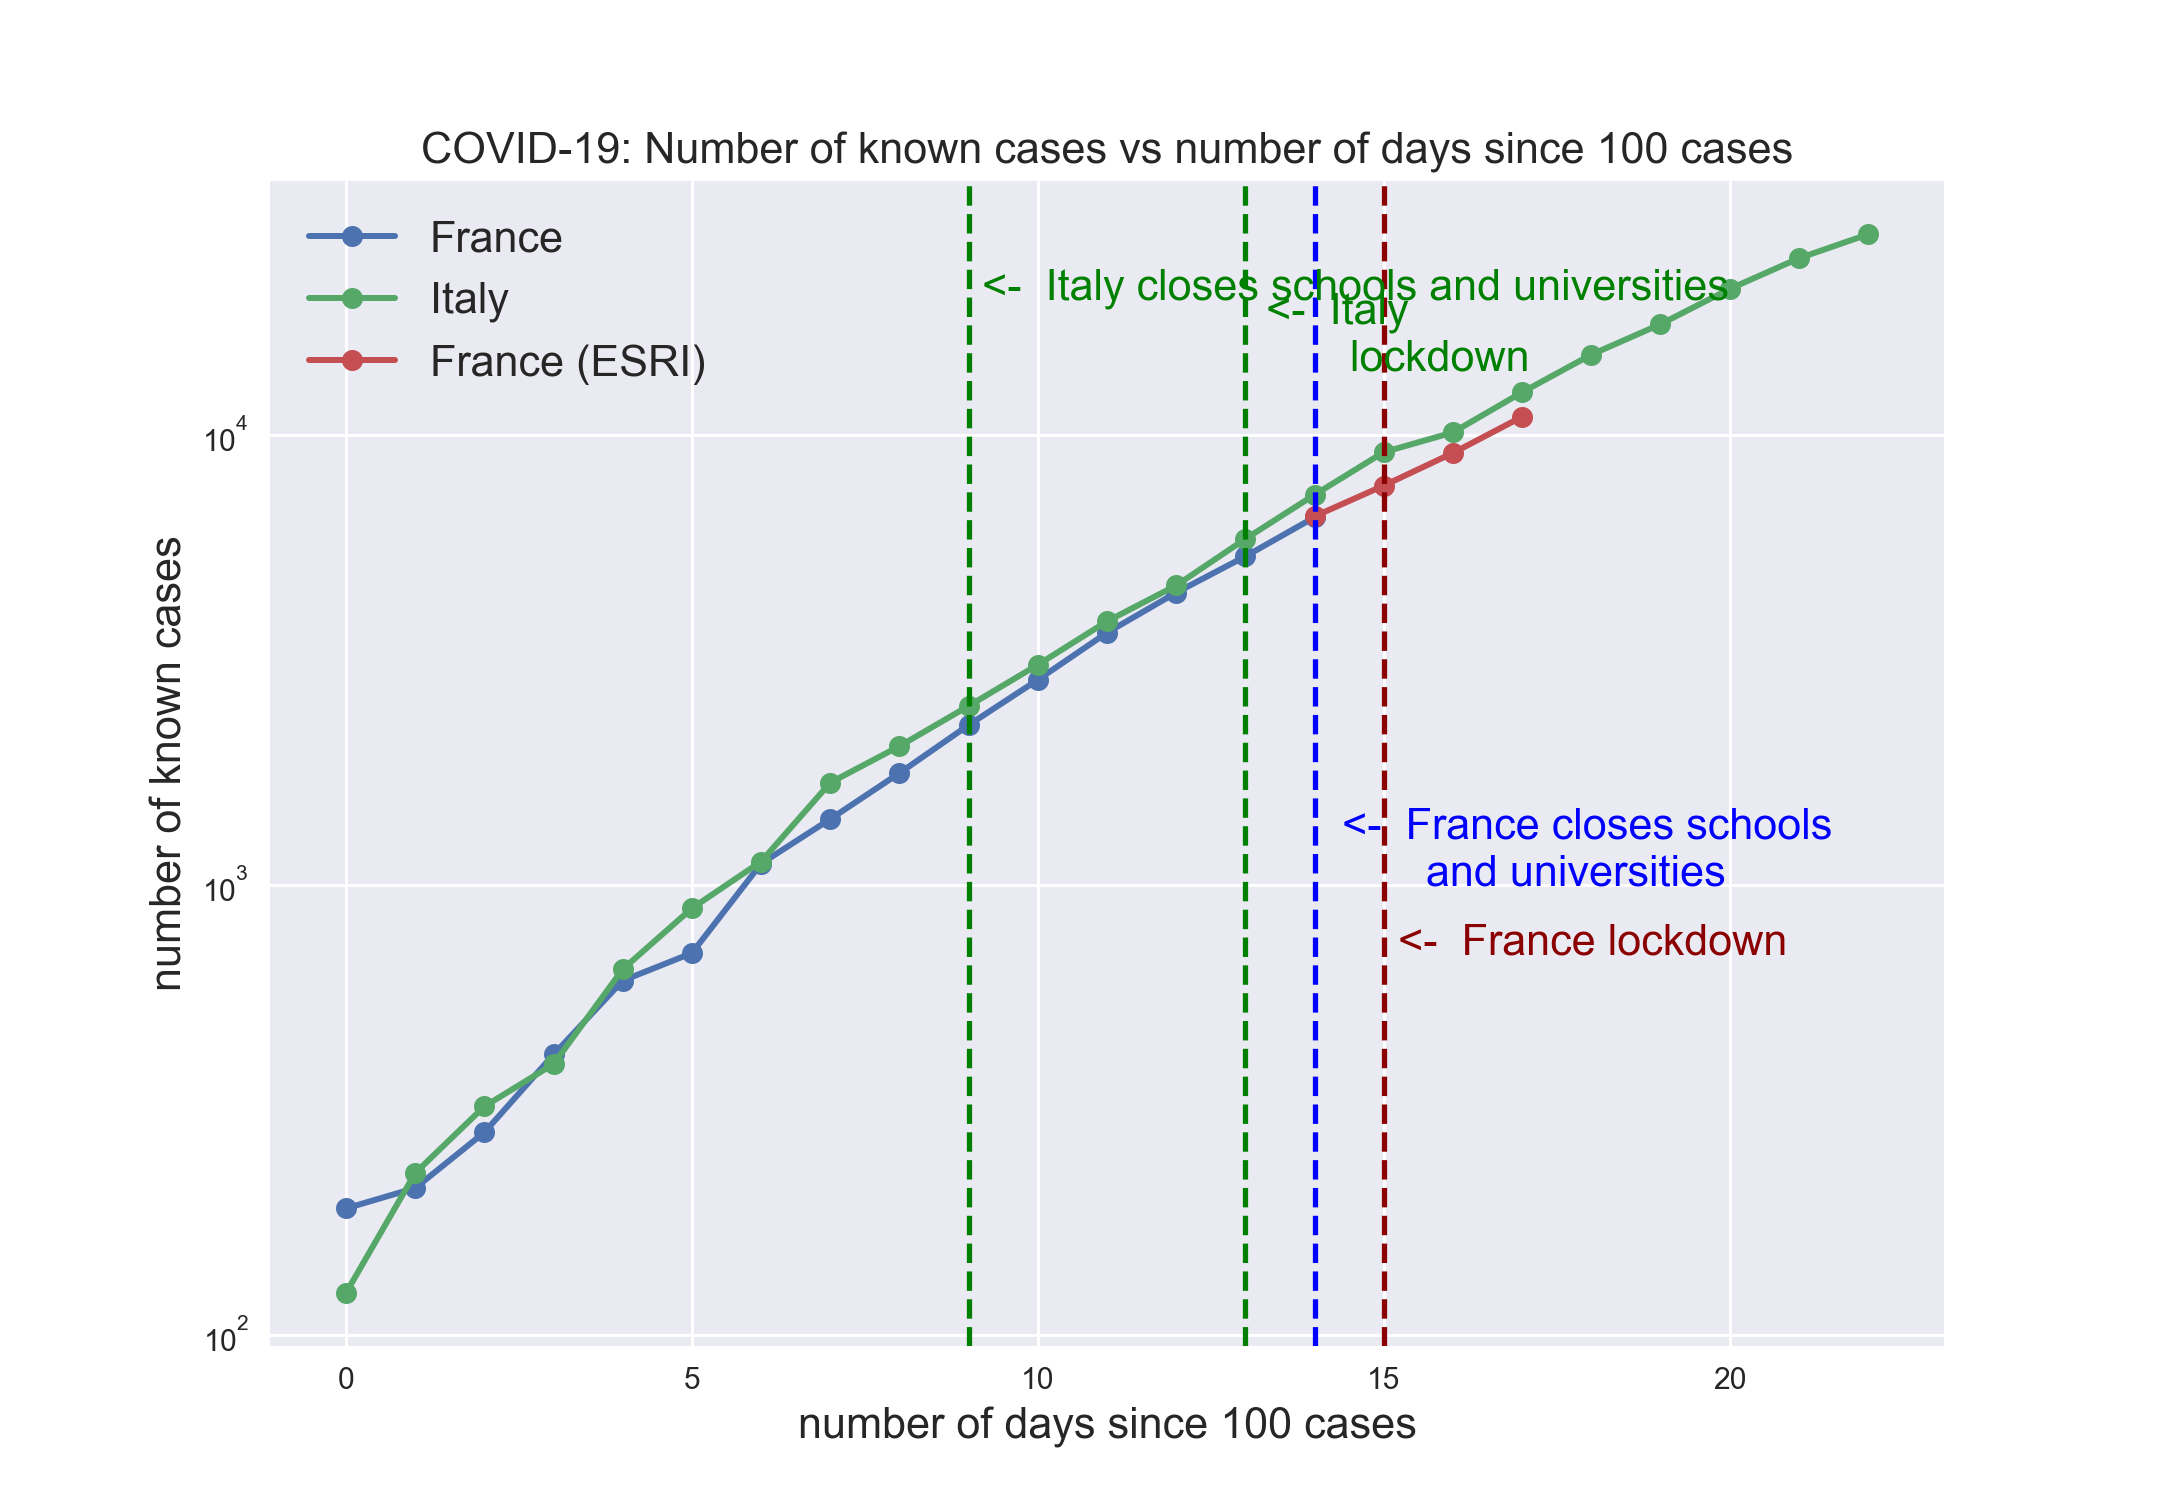 COVID-19: Number of known cases vs number of days since 100 cases
France
Italy
France (ESRI)
<- Italy closes schools and universities
<- Italy
lockdown
<- France closes schools
and universities
<- France lockdown
number of known cases
10^4
10^3
10^2
0 5 10 15 20
number of days since 100 cases